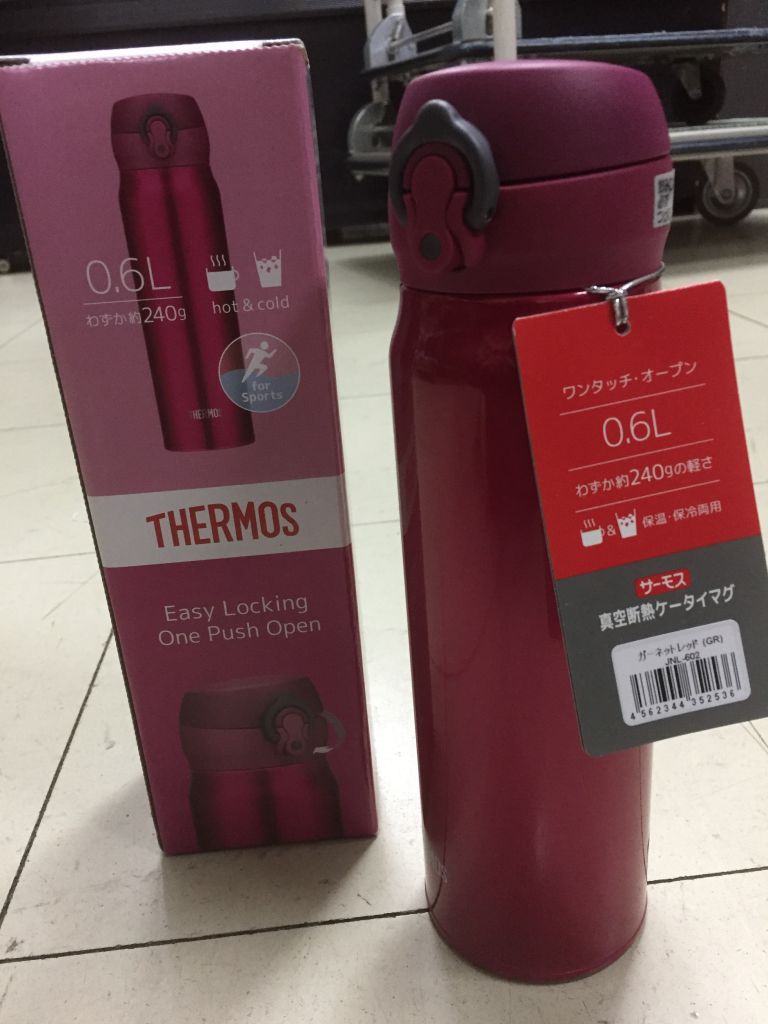 0.6L
わずか約240g
hot & cold
for
Sports
THERMOS
THERMOS
Easy Locking
One Push Open
ワンタッチ・オープン
0.6L
わずか約240gの軽さ
& 保温・保冷両用
サーモス
真空断熱ケータイマグ
ガーネットレッド (GR)
JNL-602
4 562344 352536